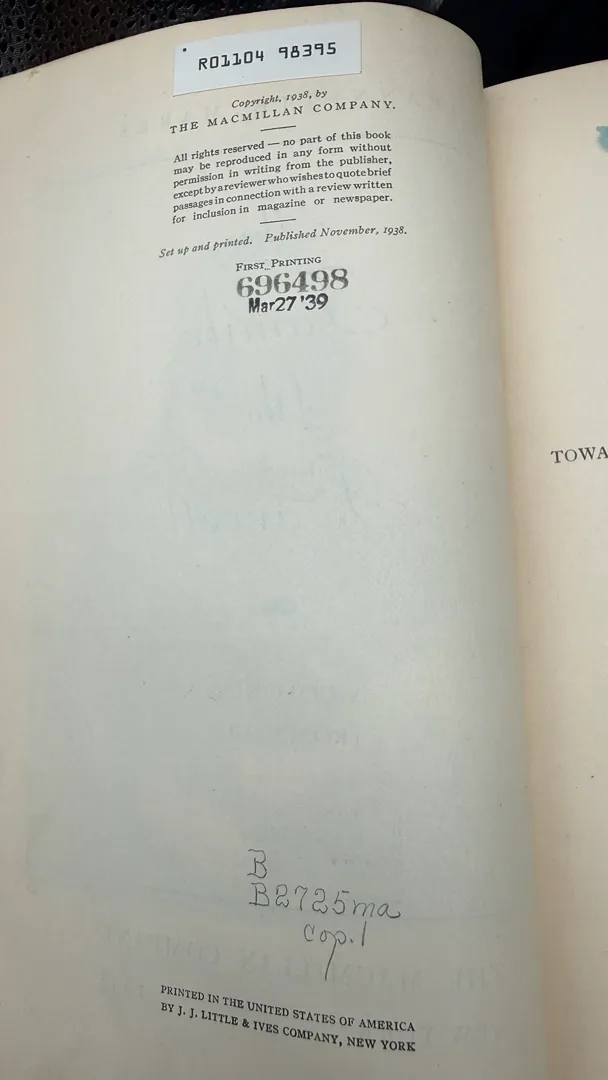 R01104 98395
Copyright, 1938, by
THE MACMILLAN COMPANY.
All rights reserved — no part of this book
may be reproduced in any form without
permission in writing from the publisher,
except by a reviewer who wishes to quote brief
passages in connection with a review written
for inclusion in magazine or newspaper.
Set up and printed. Published November, 1938.
FIRST PRINTING
696498
Mar27'39
TOWA
B
B2725ma
cop.1
PRINTED IN THE UNITED STATES OF AMERICA
BY J. J. LITTLE & IVES COMPANY, NEW YORK